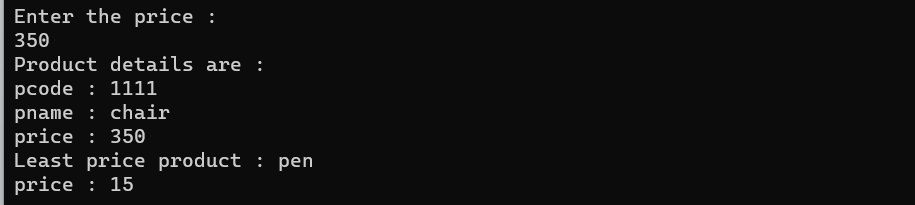 Enter the price :
350
Product details are :
pcode : 1111
pname : chair
price : 350
Least price product : pen
price : 15